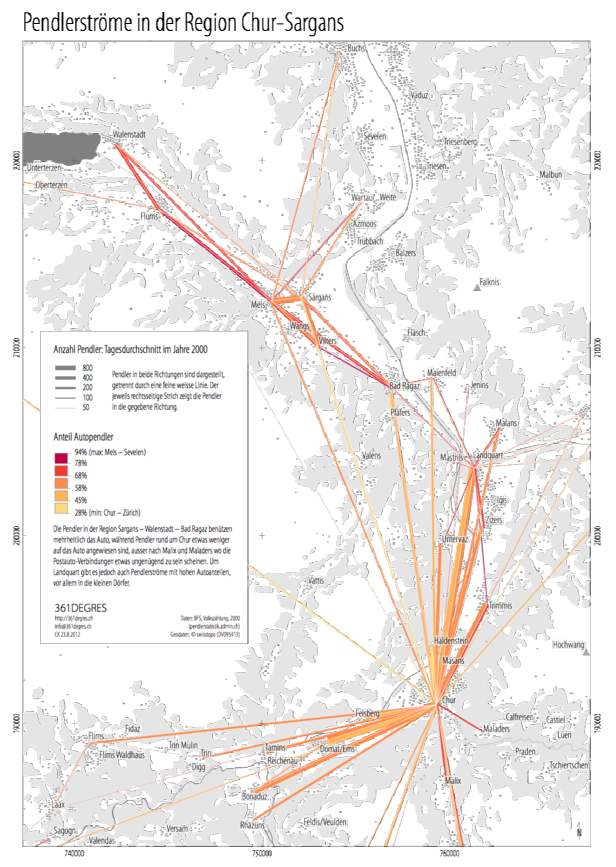 Pendlerströme in der Region Chur-Sargans
Buchs
Vaduz
Walenstadt
Sevelen
Triesenberg
Unterterzen
Triesen
Malbun
Oberterzen
Wartau
Weite
Flums
Azmoos
Trübbach
Balzers
Falknis
Mels
Sargans
Wangs
Vilters
Fläsch
Bad Ragaz
Maienfeld
Jenins
Pfäfers
Malans
Valens
Mastrils
Landquart
Igis
Zizers
Untervaz
Vättis
Trimmis
Haldenstein
Hochwang
Masans
Chur
Felsberg
Calfreisen
Castiel
Maladers
Lüen
Fidaz
Flims
Trin Mulin
Tamins
Domat/Ems
Praden
Flims Waldhaus
Trin
Reichenau
Tschiertschen
Digg
Malix
Bonaduz
Laax
Rhäzüns
Feldis/Veulden
Sagogn
Versam
Valendas
N
220000
220000
210000
210000
200000
200000
190000
190000
740000
750000
760000
Anzahl Pendler: Tagesdurchschnitt im Jahre 2000
800
400
200
100
50
Pendler in beide Richtungen sind dargestellt,
getrennt durch eine feine weisse Linie. Der
jeweils rechtsseitige Strich zeigt die Pendler
in die gegebene Richtung.
Anteil Autopendler
94% (max: Mels – Sevelen)
78%
68%
58%
45%
28% (min: Chur – Zürich)
Die Pendler in der Region Sargans – Walenstadt – Bad Ragaz benützen
mehrheitlich das Auto, während Pendler rund um Chur etwas weniger
auf das Auto angewiesen sind, ausser nach Malix und Maladers wo die
Postauto-Verbindungen etwas ungenügend zu sein scheinen. Um
Landquart gibt es jedoch auch Pendlerströme mit hohen Autoanteilen,
vor allem in die kleinen Dörfer.
361DEGRES
http://361degres.ch
info@361degres.ch
CK 23.8.2012
Daten: BFS, Volkszählung, 2000
(pendlerstatistik.admin.ch)
Geodaten: © swisstopo (DV095413)